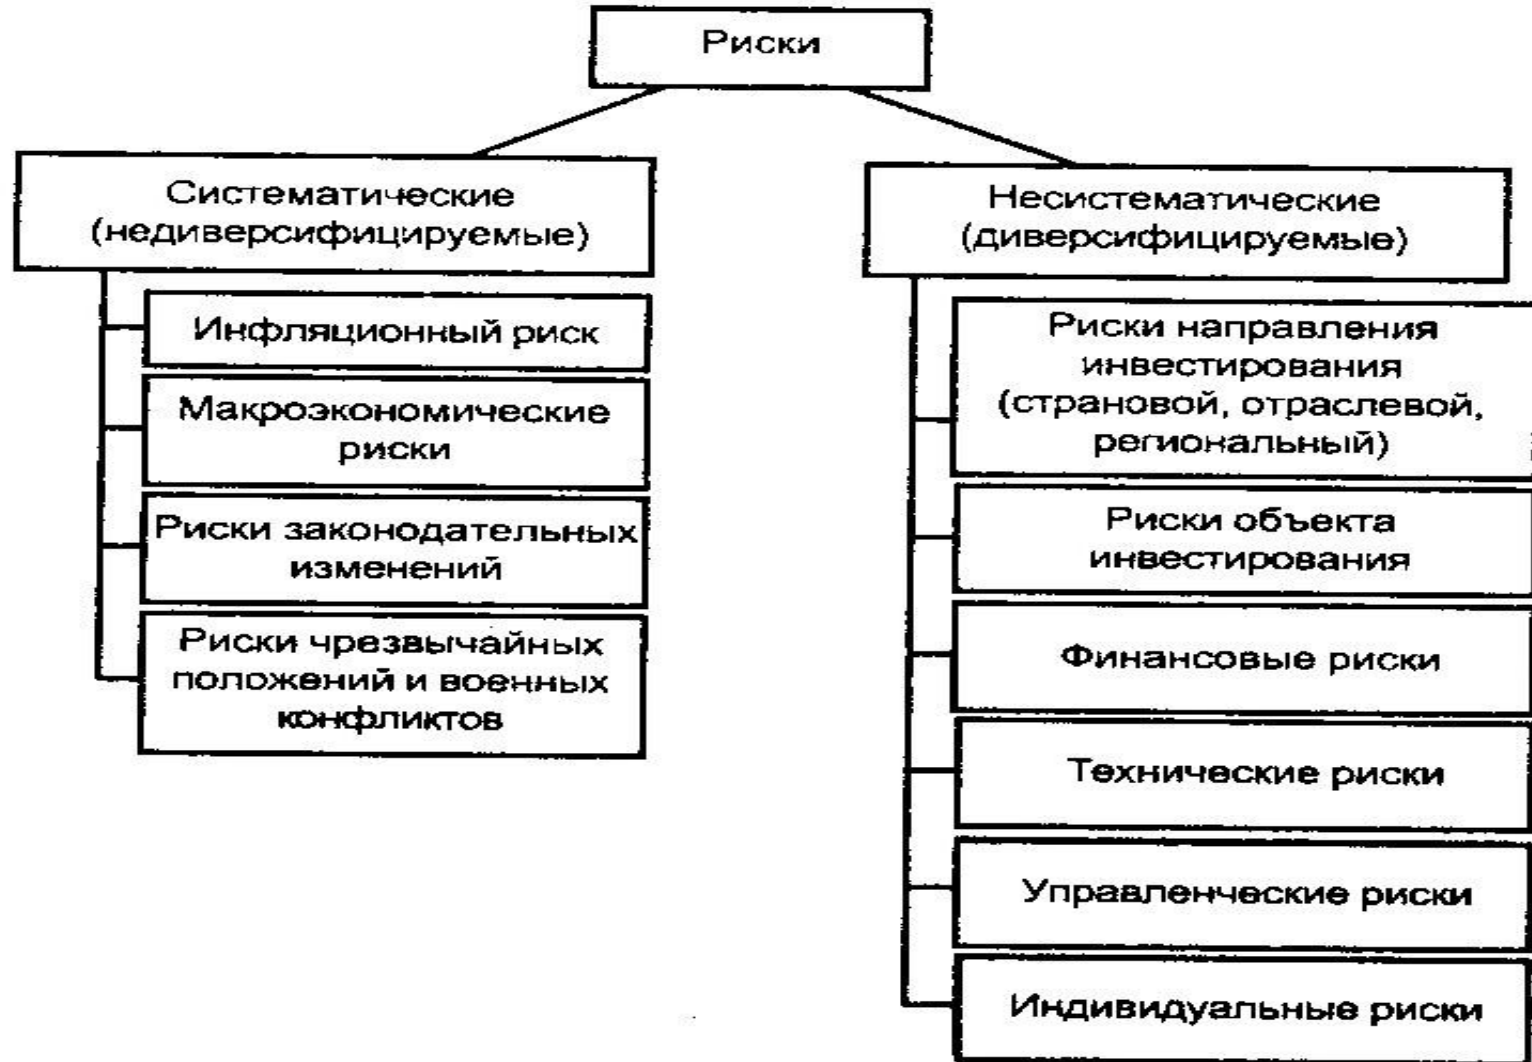 Риски
Систематические
(недиверсифицируемые)
Инфляционный риск
Макроэкономические
риски
Риски законодательных
изменений
Риски чрезвычайных
положений и военных
конфликтов
Несистематические
(диверсифицируемые)
Риски направления
инвестирования
(страновой, отраслевой,
региональный)
Риски объекта
инвестирования
Финансовые риски
Технические риски
Управленческие риски
Индивидуальные риски